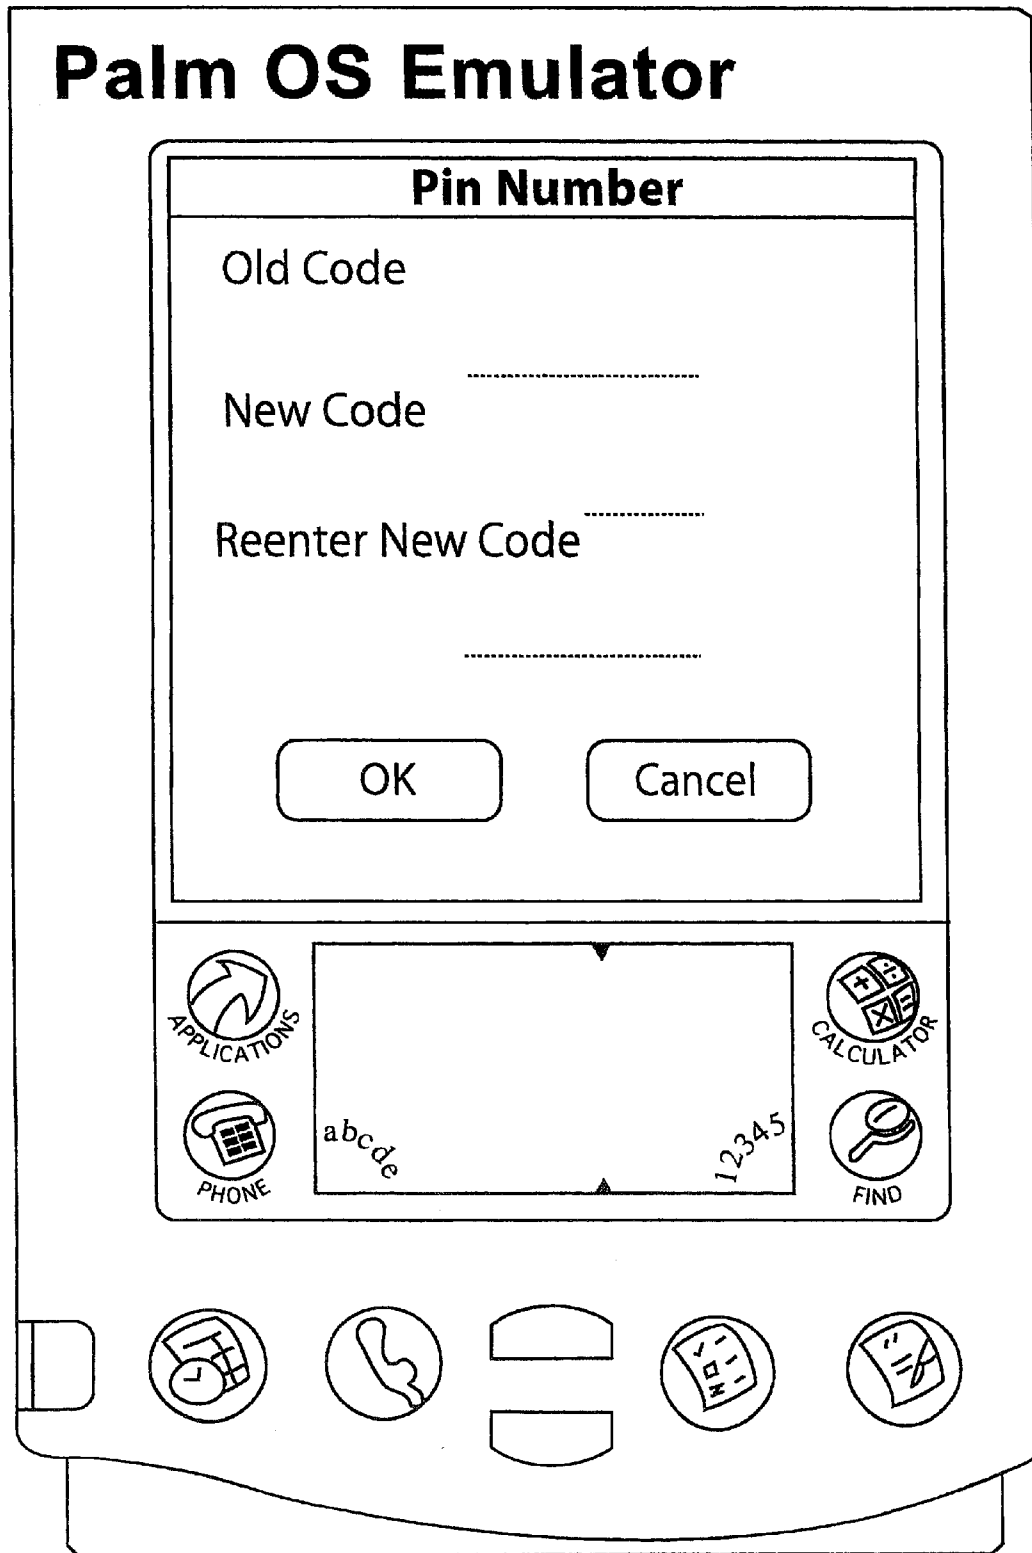 Palm OS Emulator
Pin Number
Old Code
New Code
Reenter New Code
OK Cancel
APPLICATIONS
CALCULATOR
abcde
12345
PHONE
FIND